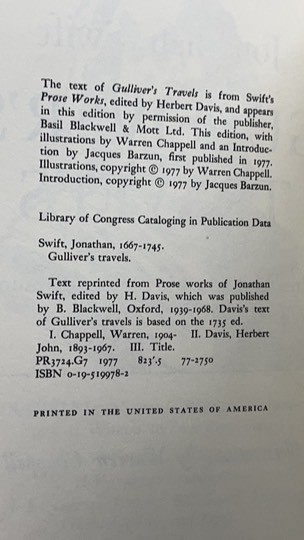 The text of Gulliver's Travels is from Swift's
Prose Works, edited by Herbert Davis, and appears
in this edition by permission of the publisher,
Basil Blackwell & Mott Ltd. This edition, with
illustrations by Warren Chappell and an Introduc-
tion by Jacques Barzun, first published in 1977.
Illustrations, copyright © 1977 by Warren Chappell.
Introduction, copyright © 1977 by Jacques Barzun.
Library of Congress Cataloging in Publication Data
Swift, Jonathan, 1667-1745.
Gulliver's travels.
Text reprinted from Prose works of Jonathan
Swift, edited by H. Davis, which was published
by B. Blackwell, Oxford, 1939-1968. Davis's text
of Gulliver's travels is based on the 1735 ed.
I. Chappell, Warren, 1904- II. Davis, Herbert
John, 1893-1967. III. Title.
PR3724.G7 1977 823'.5 77-2750
ISBN 0-19-519978-2
PRINTED IN THE UNITED STATES OF AMERICA